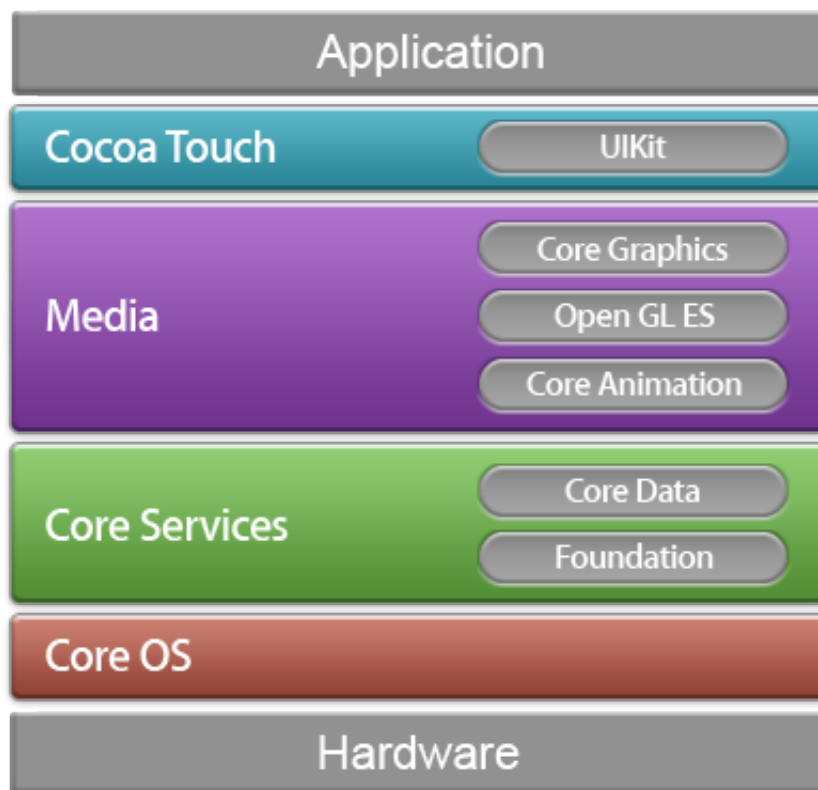 Application
Cocoa Touch
UIKit
Media
Core Graphics
Open GL ES
Core Animation
Core Services
Core Data
Foundation
Core OS
Hardware